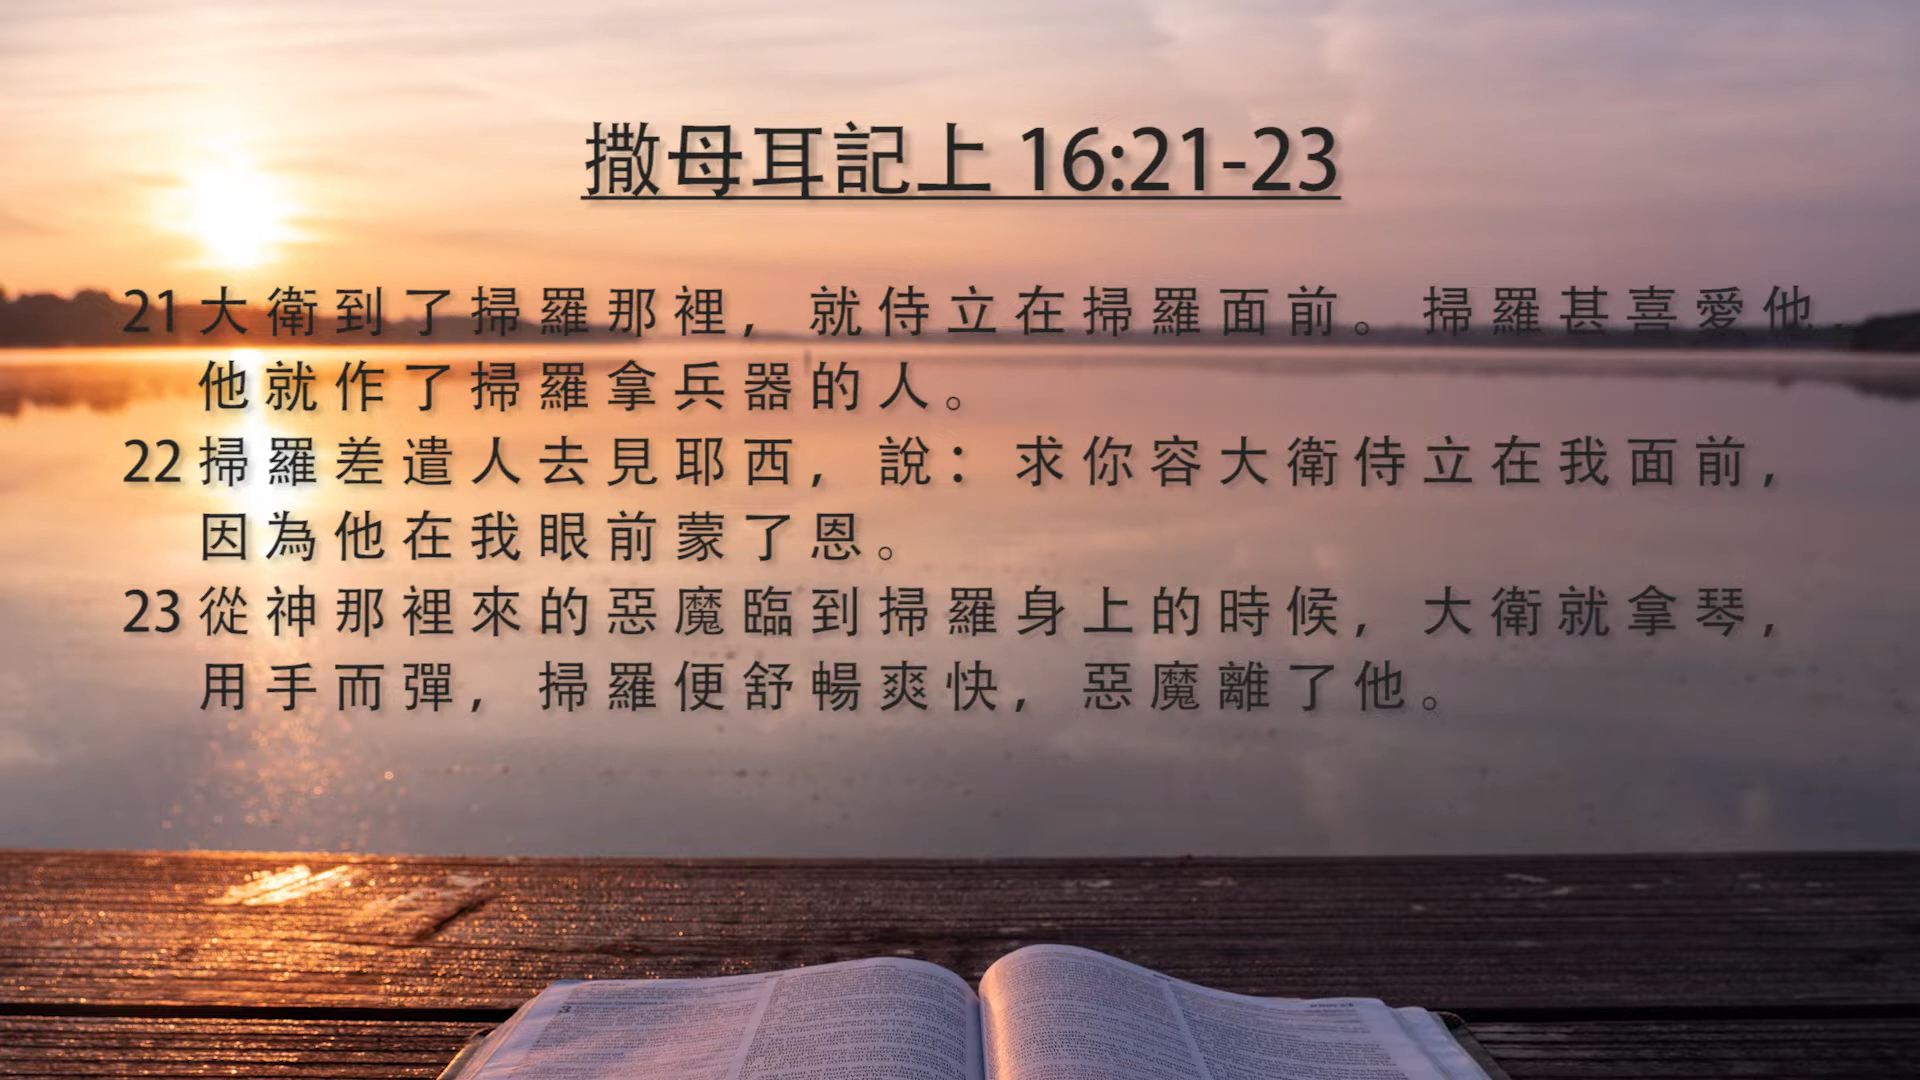 撒母耳記上 16:21-23
21 大衛到了掃羅那裡，就侍立在掃羅面前。掃羅甚喜愛他，
他就作了掃羅拿兵器的人。
22 掃羅差遣人去見耶西，說：求你容大衛侍立在我面前，
因為他在我眼前蒙了恩。
23 從神那裡來的惡魔臨到掃羅身上的時候，大衛就拿琴，
用手而彈，掃羅便舒暢爽快，惡魔離了他。